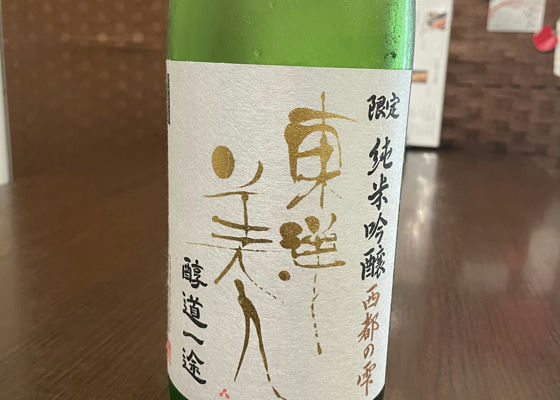 限定 純米吟醸 西都の雫
東洋美人
醇道一途